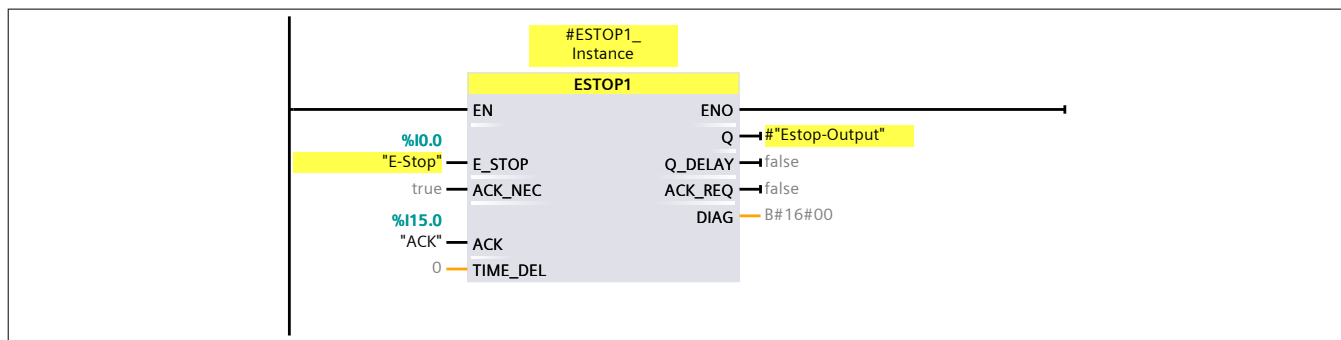 #ESTOP1_
Instance
ESTOP1
EN ENO
Q #"Estop-Output"
%I0.0
"E-Stop" E_STOP Q_DELAY false
true ACK_NEC ACK_REQ false
DIAG B#16#00
%I15.0
"ACK" ACK
0 TIME_DEL